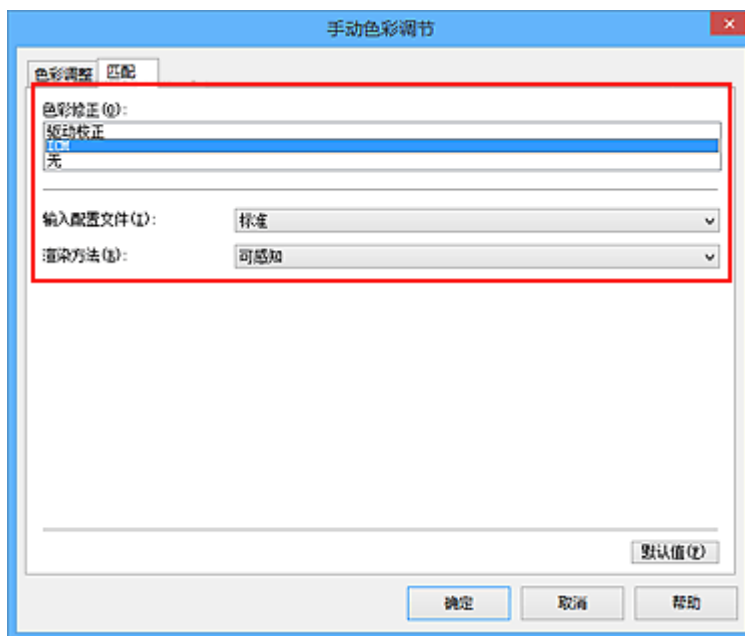 手动色彩调节
色彩调整 匹配
色彩修正(O):
驱动校正
ICM
无
输入配置文件(I): 标准
渲染方法(R): 可感知
默认值(F)
确定 取消 帮助